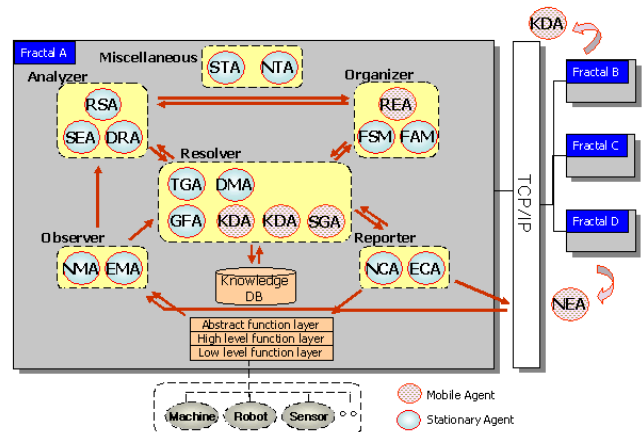 Fractal A
Miscellaneous
STA NTA
KDA
Analyzer
Organizer
Fractal B
RSA
REA
SEA DRA
FSM FAM
Resolver
Fractal C
TGA DMA
TCP/IP
GFA KDA KDA SGA
Fractal D
Observer
Reporter
NMA EMA
NCA ECA
Knowledge
DB
NEA
Abstract function layer
High level function layer
Low level function layer
Mobile Agent
Machine Robot Sensor
Stationary Agent